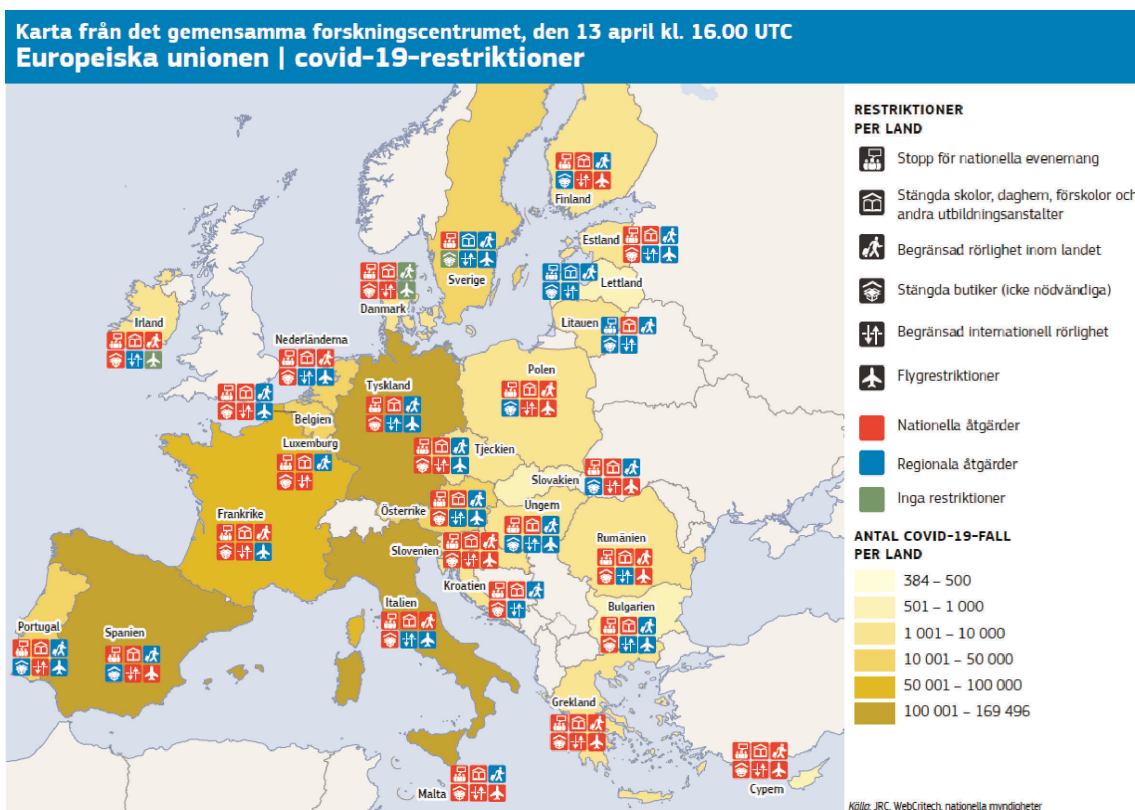 Karta från det gemensamma forskningscentrumet, den 13 april kl. 16.00 UTC
Europeiska unionen | covid-19-restriktioner
RESTRIKTIONER
PER LAND
Stopp för nationella evenemang
Stängda skolor, daghem, förskolor och
andra utbildningsanstalter
Begränsad rörlighet inom landet
Stängda butiker (icke nödvändiga)
Begränsad internationell rörlighet
Flygrestriktioner
Nationella åtgärder
Regionala åtgärder
Inga restriktioner
ANTAL COVID-19-FALL
PER LAND
384 – 500
501 – 1 000
1 001 – 10 000
10 001 – 50 000
50 001 – 100 000
100 001 – 169 496
Finland
Estland
Sverige
Lettland
Danmark
Litauen
Irland
Nederländerna
Polen
Tyskland
Belgien
Luxemburg
Tjeckien
Slovakien
Österrike
Ungern
Frankrike
Slovenien
Rumänien
Kroatien
Italien
Bulgarien
Portugal
Spanien
Grekland
Malta
Cypern
Källa: JRC, WebCritech, nationella myndigheter